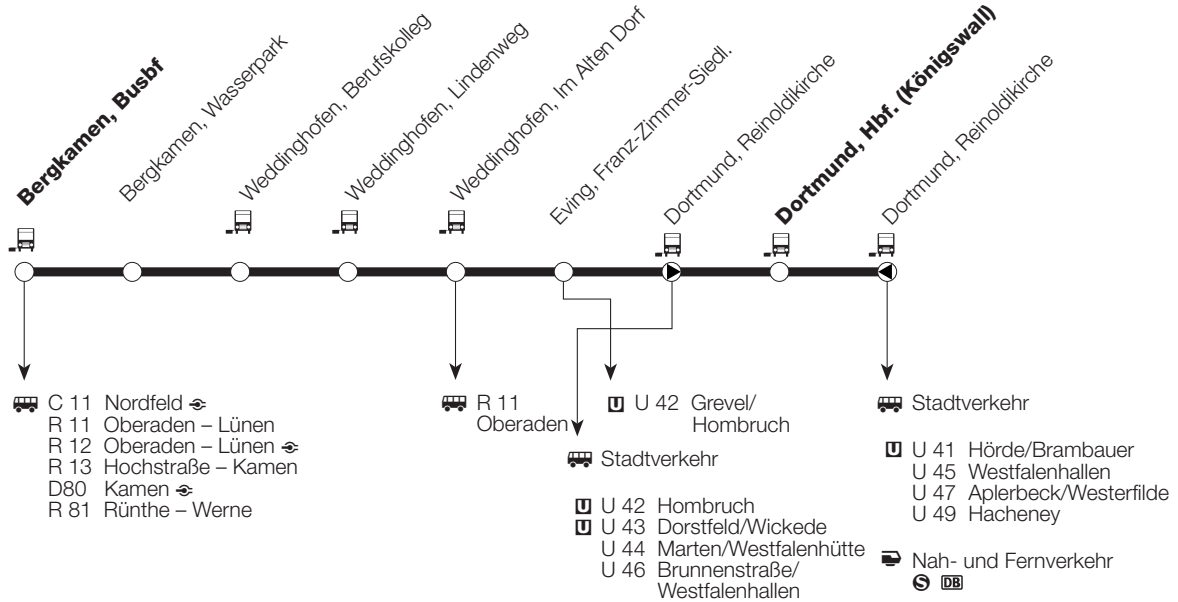 Bergkamen, Busbf
Bergkamen, Wasserpark
Weddinghofen, Berufskolleg
Weddinghofen, Lindenweg
Weddinghofen, Im Alten Dorf
Eving, Franz-Zimmer-Siedl.
Dortmund, Reinoldikirche
Dortmund, Hbf. (Königswall)
Dortmund, Reinoldikirche
C 11 Nordfeld
R 11 Oberaden – Lünen
R 12 Oberaden – Lünen
R 13 Hochstraße – Kamen
D80 Kamen
R 81 Rünthe – Werne
R 11
Oberaden
U U 42 Grevel/
Hombruch
Stadtverkehr
U U 42 Hombruch
U U 43 Dorstfeld/Wickede
U 44 Marten/Westfalenhütte
U 46 Brunnenstraße/
Westfalenhallen
Stadtverkehr
U U 41 Hörde/Brambauer
U 45 Westfalenhallen
U 47 Aplerbeck/Westerfilde
U 49 Hacheney
Nah- und Fernverkehr
S DB